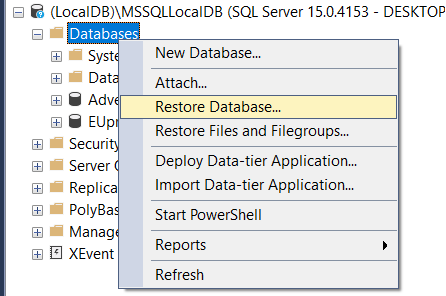 (LocalDB)\MSSQLLocalDB (SQL Server 15.0.4153 - DESKTOP
Databases
New Database...
Attach...
Restore Database...
Restore Files and Filegroups...
Deploy Data-tier Application...
Import Data-tier Application...
Start PowerShell
Reports
Refresh
Syste
Data
Adve
EUpr
Security
Server O
Replica
PolyBas
Manage
XEvent